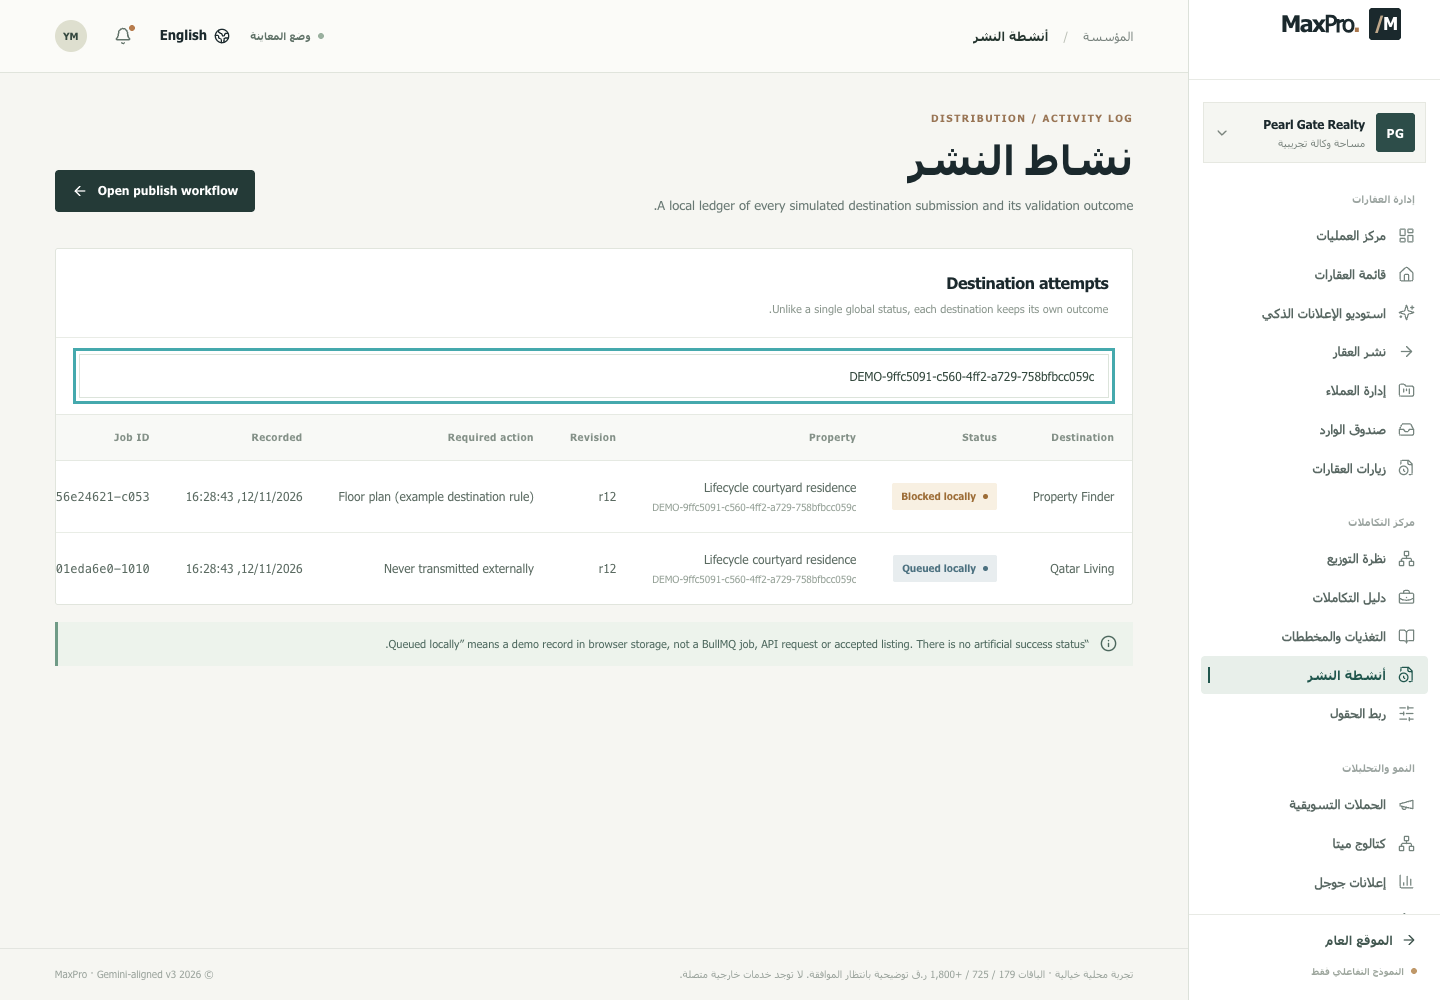 MaxPro.
/M
Pearl Gate Realty
PG
مساحة وكالة تجريبية
إدارة العقارات
مركز العمليات
قائمة العقارات
استوديو الإعلانات الذكي
نشر العقار
إدارة العملاء
صندوق الوارد
زيارات العقارات
مركز التكاملات
نظرة التوزيع
دليل التكاملات
التغذيات والمخططات
أنشطة النشر
ربط الحقول
النمو والتحليلات
الحملات التسويقية
كتالوج ميتا
إعلانات جوجل
الموقع العام
النموذج التفاعلي فقط
المؤسسة / أنشطة النشر
وضع المعاينة
English
YM
DISTRIBUTION / ACTIVITY LOG
نشاط النشر
.A local ledger of every simulated destination submission and its validation outcome
Open publish workflow
Destination attempts
.Unlike a single global status, each destination keeps its own outcome
DEMO-9ffc5091-c560-4ff2-a729-758bfbcc059c
Destination Status Property Revision Required action Recorded Job ID
Property Finder Blocked locally Lifecycle courtyard residence r12 Floor plan (example destination rule) 16:28:43 ,12/11/2026 56e24621-c053
DEMO-9ffc5091-c560-4ff2-a729-758bfbcc059c
Qatar Living Queued locally Lifecycle courtyard residence r12 Never transmitted externally 16:28:43 ,12/11/2026 01eda6e0-1010
DEMO-9ffc5091-c560-4ff2-a729-758bfbcc059c
.Queued locally” means a demo record in browser storage, not a BullMQ job, API request or accepted listing. There is no artificial success status“
تجربة محلية خيالية · الباقات 179 / 725 / +1,800 ر.ق توضيحية بانتظار الموافقة. لا توجد خدمات خارجية متصلة.
MaxPro · Gemini-aligned v3 2026 ©